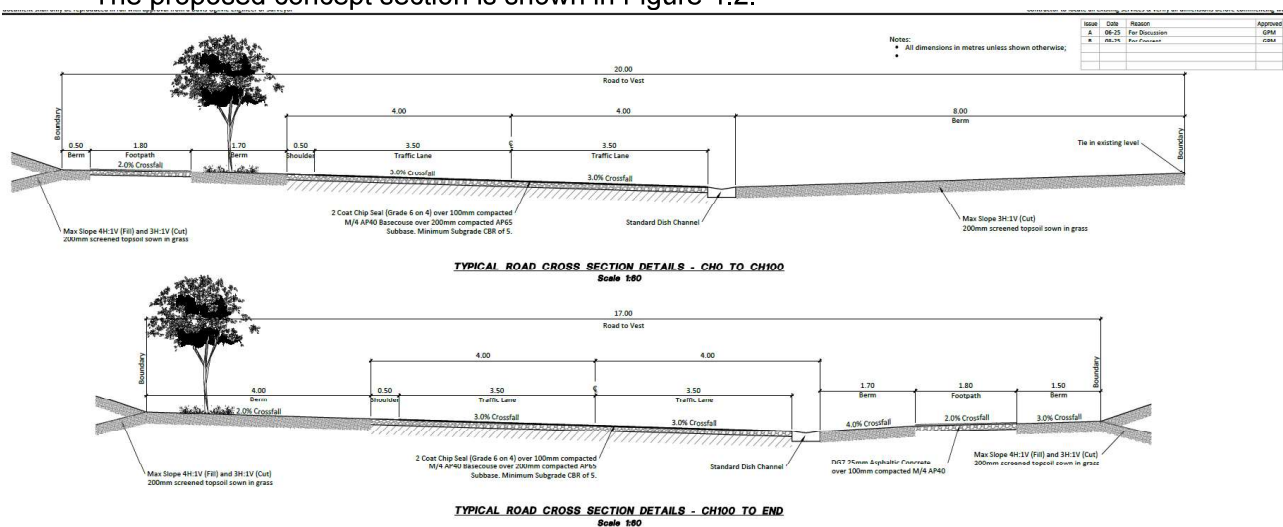 The proposed concept section is shown in Figure 4.2.
Issue Date Reason Approved
A 06-25 For Discussion GPM
B 08-25 For Consent GPM
Notes:
• All dimensions in metres unless shown otherwise;
20.00
Road to Vest
4.00 4.00 8.00
Berm
Boundary Boundary
0.50 1.80 1.70 0.50 3.50 ℄ 3.50
Berm Footpath Berm Shoulder Traffic Lane Traffic Lane
Tie in existing level
2.0% Crossfall 3.0% Crossfall 3.0% Crossfall
Max Slope 4H:1V (Fill) and 3H:1V (Cut)
200mm screened topsoil sown in grass
2 Coat Chip Seal (Grade 6 on 4) over 100mm compacted
M/4 AP40 Basecouse over 200mm compacted AP65
Subbase. Minimum Subgrade CBR of 5.
Standard Dish Channel
Max Slope 3H:1V (Cut)
200mm screened topsoil sown in grass
TYPICAL ROAD CROSS SECTION DETAILS - CH0 TO CH100
Scale 1:60
17.00
Road to Vest
4.00 4.00
Boundary Boundary
4.00 0.50 3.50 ℄ 3.50 1.70 1.80 1.50
Berm Shoulder Traffic Lane Traffic Lane Berm Footpath Berm
2.0% Crossfall 3.0% Crossfall 3.0% Crossfall 4.0% Crossfall 2.0% Crossfall 3.0% Crossfall
Max Slope 4H:1V (Fill) and 3H:1V (Cut)
200mm screened topsoil sown in grass
2 Coat Chip Seal (Grade 6 on 4) over 100mm compacted
M/4 AP40 Basecouse over 200mm compacted AP65
Subbase. Minimum Subgrade CBR of 5.
Standard Dish Channel
DG7 25mm Asphaltic Concrete
over 100mm compacted M/4 AP40
Max Slope 4H:1V (Fill) and 3H:1V (Cut)
200mm screened topsoil sown in grass
TYPICAL ROAD CROSS SECTION DETAILS - CH100 TO END
Scale 1:60